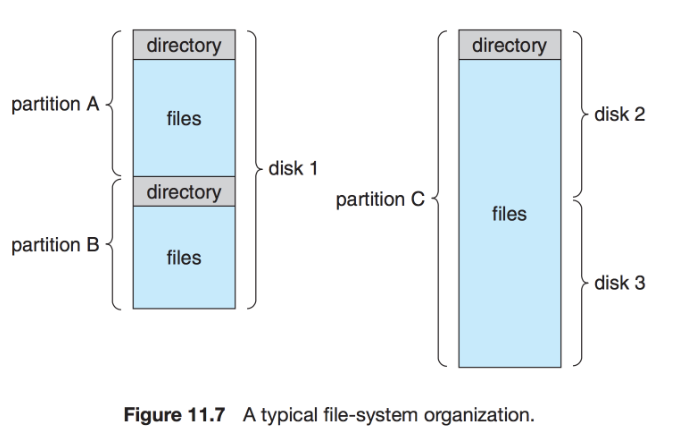 directory
partition A
files
disk 1
directory
partition B
files
directory
disk 2
partition C
files
disk 3
Figure 11.7 A typical file-system organization.